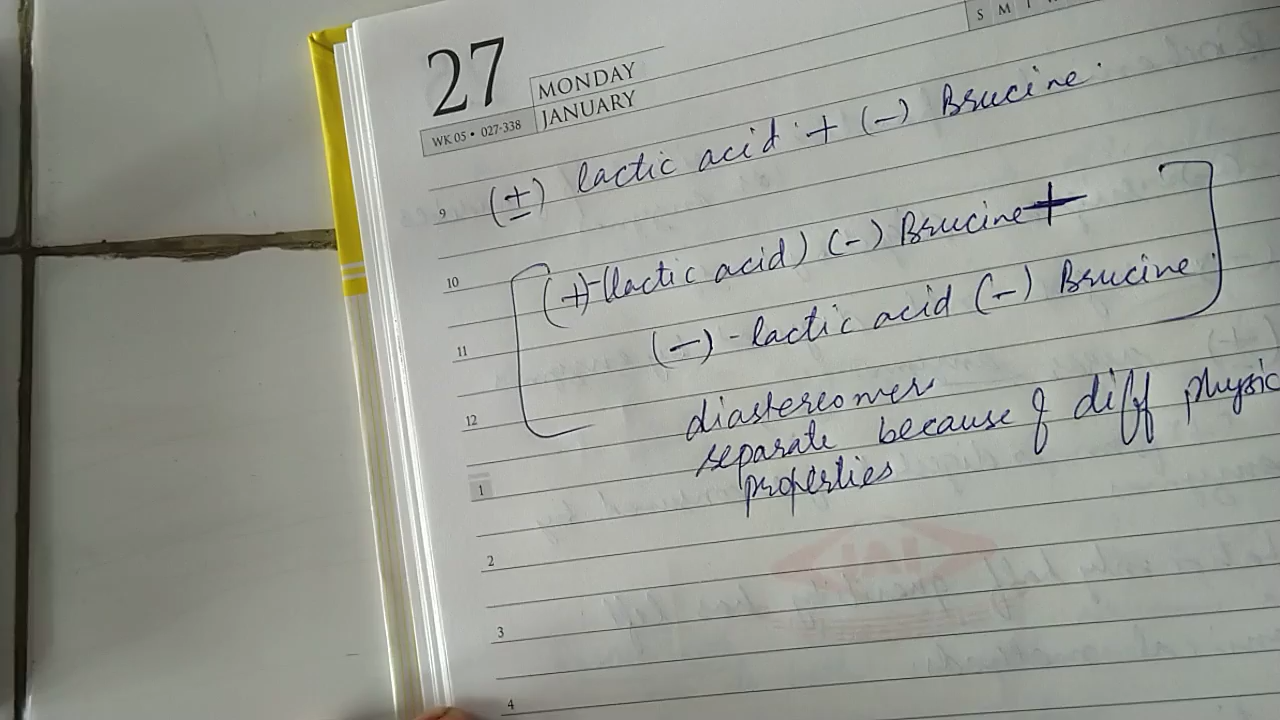 S M T
27 MONDAY
JANUARY
WK 05 • 027-338
(±) lactic acid + (-) Brucine.
(+)-(lactic acid) (-) Brucine +
(-) - lactic acid (-) Brucine
diastereomers
separate because of diff physic
properties
9
10
11
12
1
2
3
4